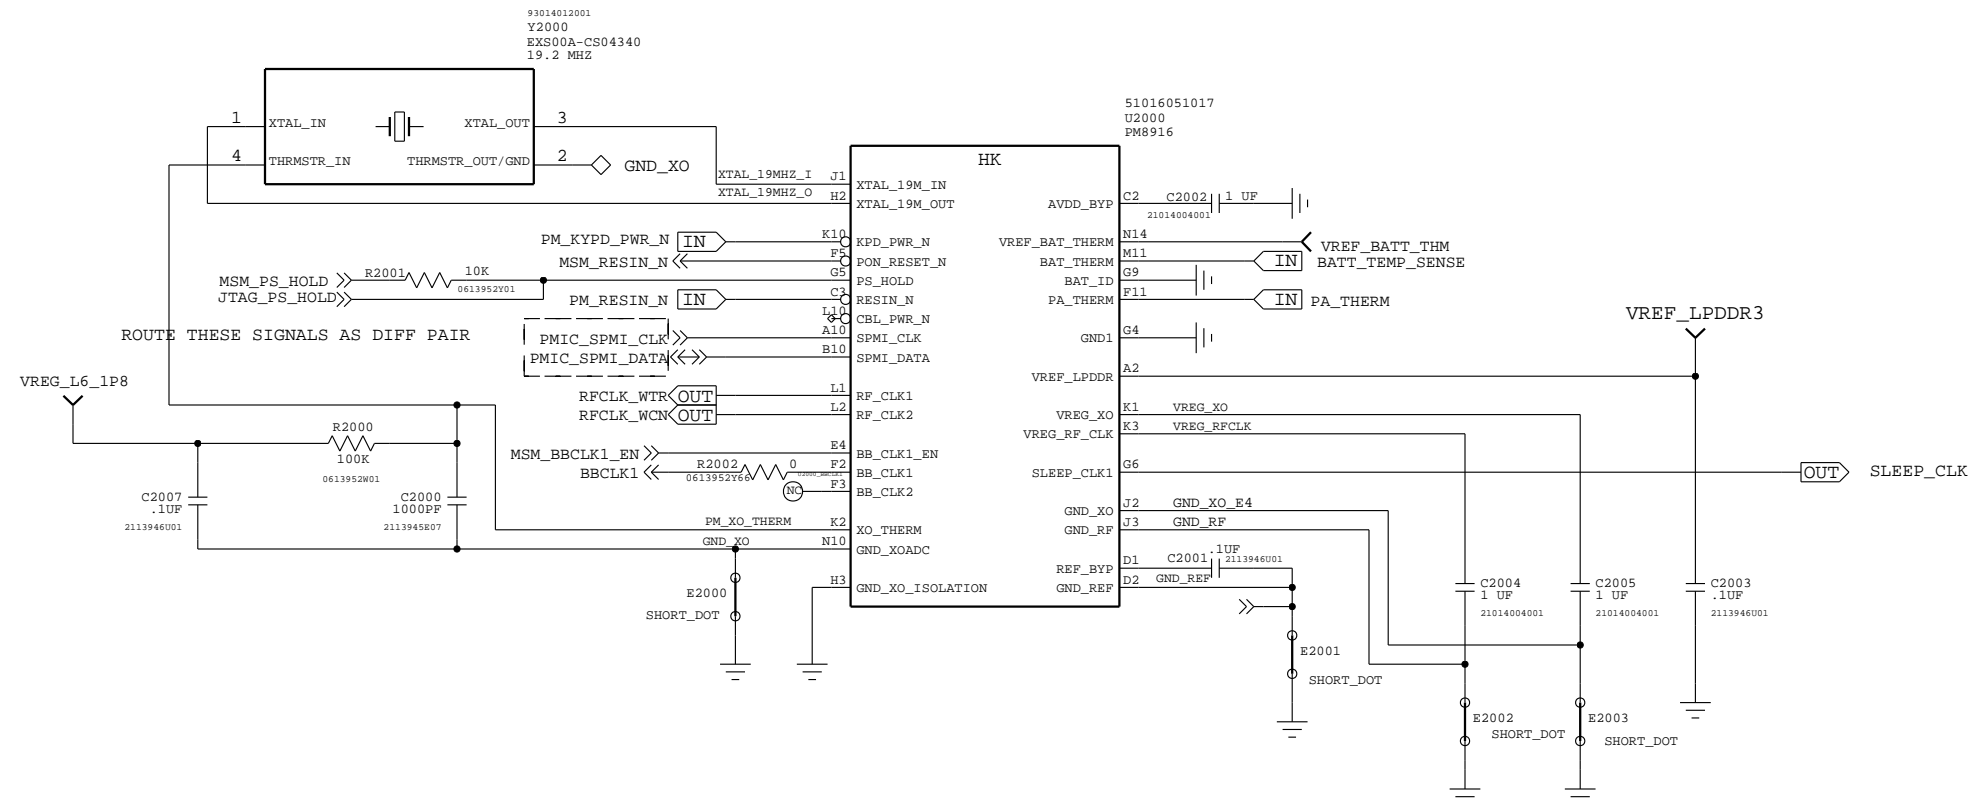 93014012001
Y2000
EXS00A-CS04340
19.2 MHZ
1 XTAL_IN XTAL_OUT 3
4 THRMSTR_IN THRMSTR_OUT/GND 2 GND_XO
51016051017
U2000
PM8916
HK
XTAL_19MHZ_I J1 XTAL_19M_IN
XTAL_19MHZ_O H2 XTAL_19M_OUT
PM_KYPD_PWR_N IN K10 KPD_PWR_N
MSM_RESIN_N F5 PON_RESET_N
MSM_PS_HOLD R2001 10K 0613952Y01 G5 PS_HOLD
JTAG_PS_HOLD
PM_RESIN_N IN C3 RESIN_N
L10 CBL_PWR_N
ROUTE THESE SIGNALS AS DIFF PAIR
PMIC_SPMI_CLK A10 SPMI_CLK
PMIC_SPMI_DATA B10 SPMI_DATA
RFCLK_WTR OUT L1 RF_CLK1
RFCLK_WCN OUT L2 RF_CLK2
MSM_BBCLK1_EN E4 BB_CLK1_EN
BBCLK1 R2002 0 0613952Y66 F2 BB_CLK1
NC F3 BB_CLK2
PM_XO_THERM K2 XO_THERM
GND_XO N10 GND_XOADC
H3 GND_XO_ISOLATION
VREG_L6_1P8
R2000
100K
0613952W01
C2007
.1UF
2113946U01
C2000
1000PF
2113945E07
E2000
SHORT_DOT
AVDD_BYP C2 C2002 1 UF
21014004001
VREF_BAT_THERM N14 VREF_BATT_THM
BAT_THERM M11 IN BATT_TEMP_SENSE
BAT_ID G9
PA_THERM F11 IN PA_THERM
GND1 G4
VREF_LPDDR3
VREF_LPDDR A2
VREG_XO K1 VREG_XO
VREG_RF_CLK K3 VREG_RFCLK
SLEEP_CLK1 G6 OUT SLEEP_CLK
GND_XO J2 GND_XO_E4
GND_RF J3 GND_RF
REF_BYP D1 C2001 .1UF 2113946U01
GND_REF D2 GND_REF
E2001
SHORT_DOT
C2004
1 UF
21014004001
C2005
1 UF
21014004001
C2003
.1UF
2113946U01
E2002
SHORT_DOT
E2003
SHORT_DOT